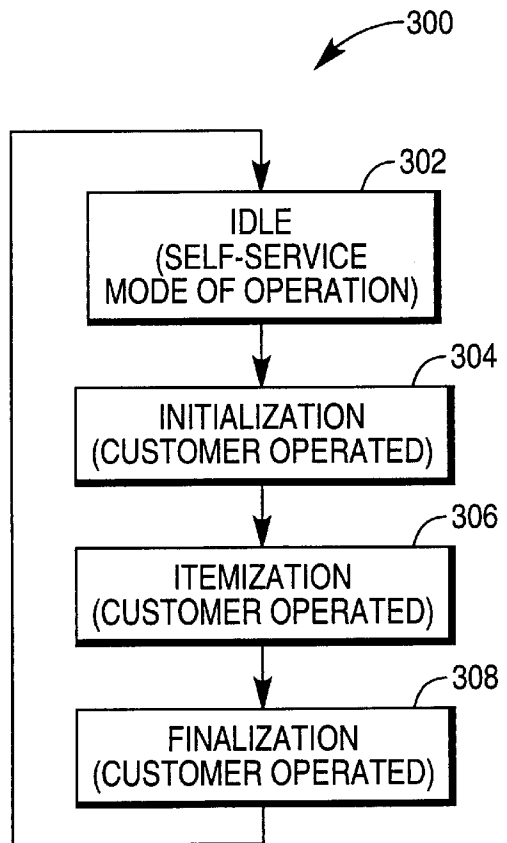 300
302
IDLE
(SELF-SERVICE
MODE OF OPERATION)
304
INITIALIZATION
(CUSTOMER OPERATED)
306
ITEMIZATION
(CUSTOMER OPERATED)
308
FINALIZATION
(CUSTOMER OPERATED)